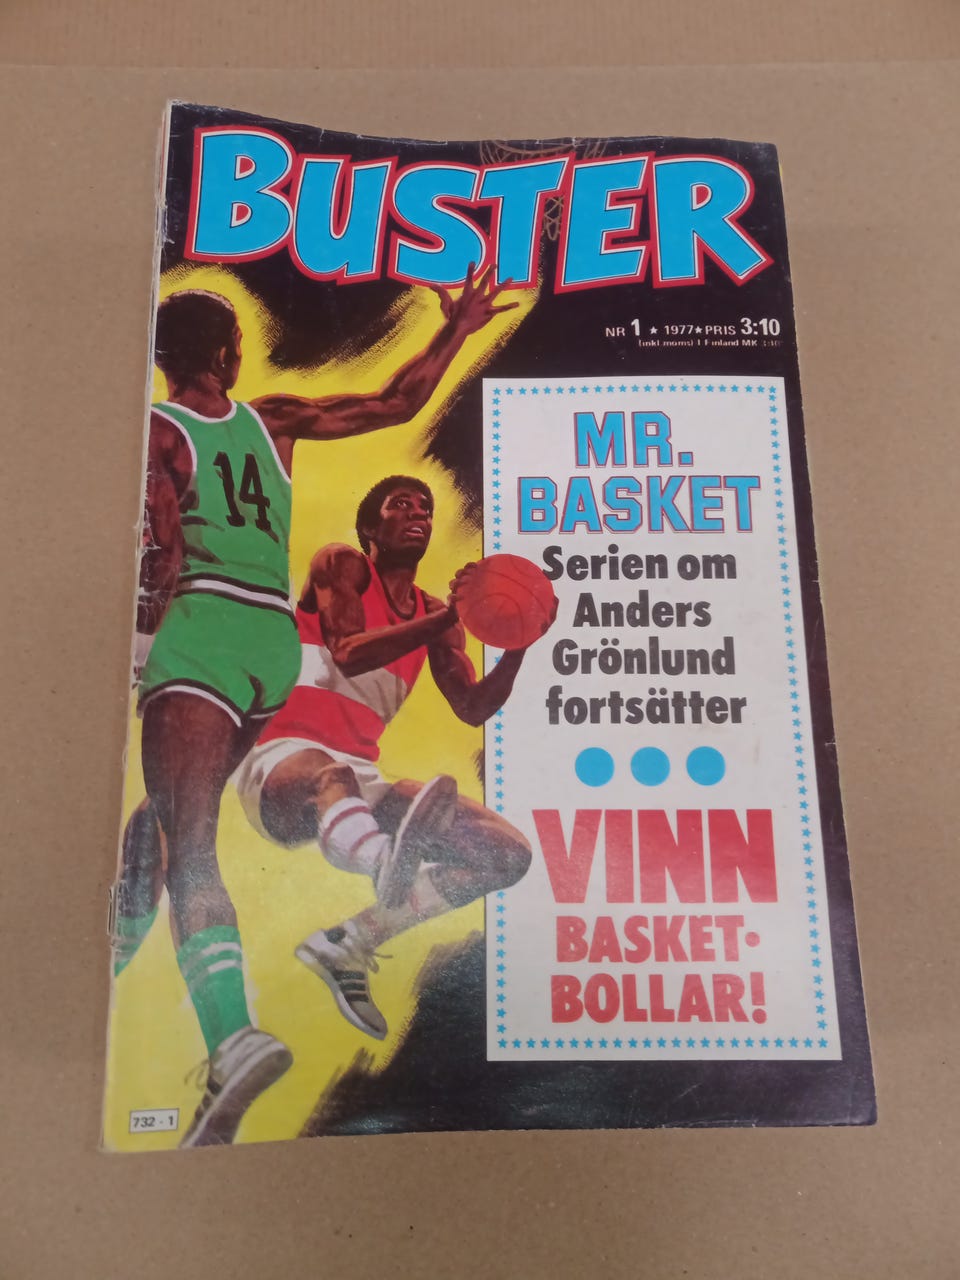 BUSTER
NR 1 ★ 1977★PRIS 3:10
(inkl.moms) I Finland MK 3:40
14
MR.
BASKET
Serien om
Anders
Grönlund
fortsätter
VINN
BASKET-
BOLLAR!
732 - 1